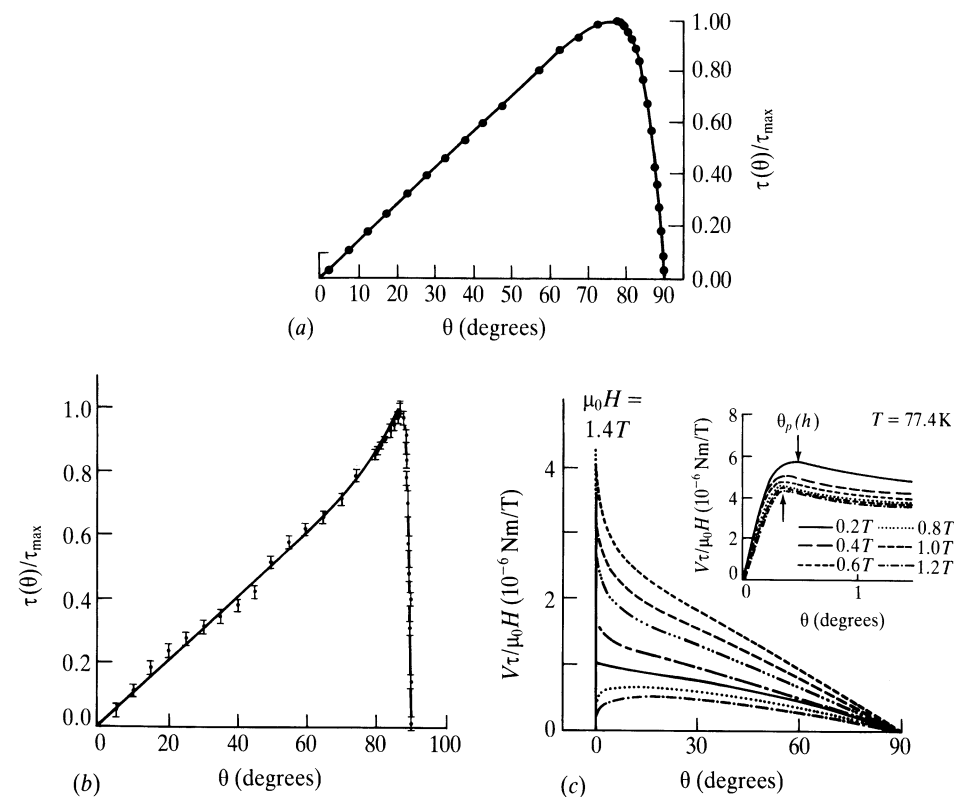 1.00
0.80
0.60
0.40
0.20
0.00
τ(θ)/τmax
0 10 20 30 40 50 60 70 80 90
(a) θ (degrees)
1.0
0.8
0.6
0.4
0.2
0.0
τ(θ)/τmax
0 20 40 60 80 100
(b) θ (degrees)
μ0H =
1.4T
4
2
0
Vτ/μ0H (10⁻⁶ Nm/T)
0 30 60 90
(c) θ (degrees)
8
6
4
2
0
Vτ/μ0H (10⁻⁶ Nm/T)
θp(h) T = 77.4K
0.2T 0.8T
0.4T 1.0T
0.6T 1.2T
0 1
θ (degrees)